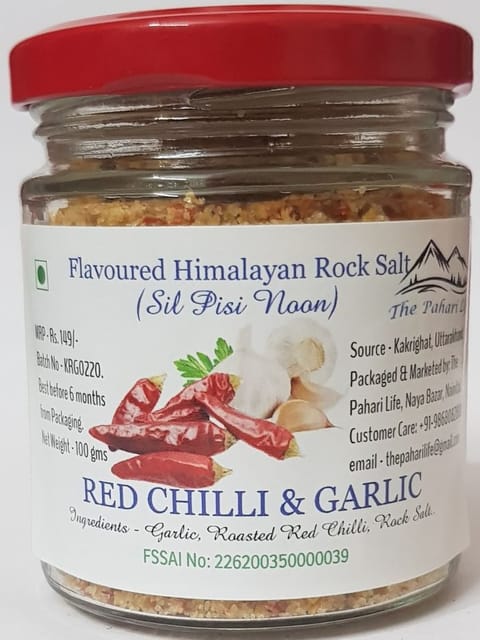 Flavoured Himalayan Rock Salt
(Sil Pisi Noon)
The Pahari
MRP - Rs. 149/-
Batch No - KRG0220.
Best before 6 months
from Packaging.
Net Weight - 100 gms
Source - Kakrighat, Uttarakhand
Packaged & Marketed by: The
Pahari Life, Naya Bazar,
Customer Care:
email - thepaharilife@gmail.com
RED CHILLI & GARLIC
Ingredients - Garlic, Roasted Red Chilli, Rock Salt.
FSSAI No: 226200350000039